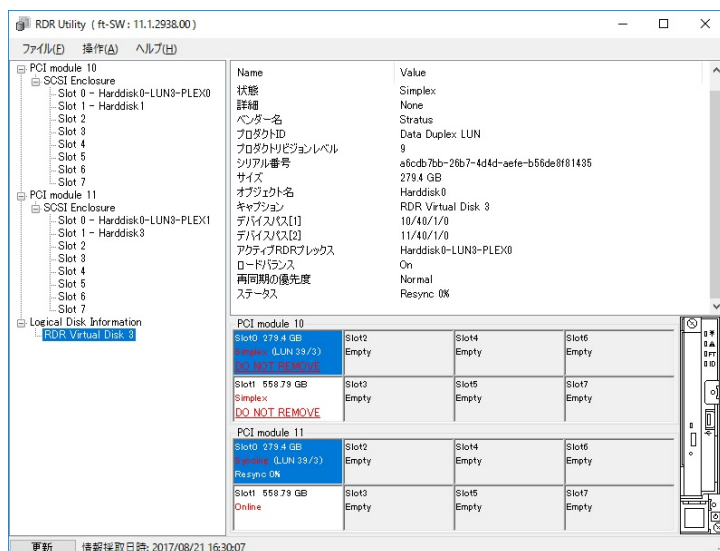 RDR Utility ( ft-SW : 11.1.2938.00 )
ファイル(F) 操作(A) ヘルプ(H)
PCI module 10
SCSI Enclosure
Slot 0 - Harddisk0-LUN3-PLEX0
Slot 1 - Harddisk1
Slot 2
Slot 3
Slot 4
Slot 5
Slot 6
Slot 7
PCI module 11
SCSI Enclosure
Slot 0 - Harddisk0-LUN3-PLEX1
Slot 1 - Harddisk3
Slot 2
Slot 3
Slot 4
Slot 5
Slot 6
Slot 7
Logical Disk Information
RDR Virtual Disk 3
Name Value
状態 Simplex
詳細 None
ベンダー名 Stratus
プロダクトID Data Duplex LUN
プロダクトリビジョンレベル 9
シリアル番号 a6cdb7bb-26b7-4d4d-aefe-b56de8f81435
サイズ 279.4 GB
オブジェクト名 Harddisk0
キャプション RDR Virtual Disk 3
デバイスパス[1] 10/40/1/0
デバイスパス[2] 11/40/1/0
アクティブRDRプレックス Harddisk0-LUN3-PLEX0
ロードバランス On
再同期の優先度 Normal
ステータス Resync 0%
PCI module 10
Slot0 279.4 GB Slot2 Slot4 Slot6
Simplex (LUN 39/3) Empty Empty Empty
DO NOT REMOVE
Slot1 558.79 GB Slot3 Slot5 Slot7
Simplex Empty Empty Empty
DO NOT REMOVE
PCI module 11
Slot0 279.4 GB Slot2 Slot4 Slot6
Syncing (LUN 39/3) Empty Empty Empty
Resync 0%
Slot1 558.79 GB Slot3 Slot5 Slot7
Online Empty Empty Empty
更新 情報採取日時: 2017/08/21 16:30:07